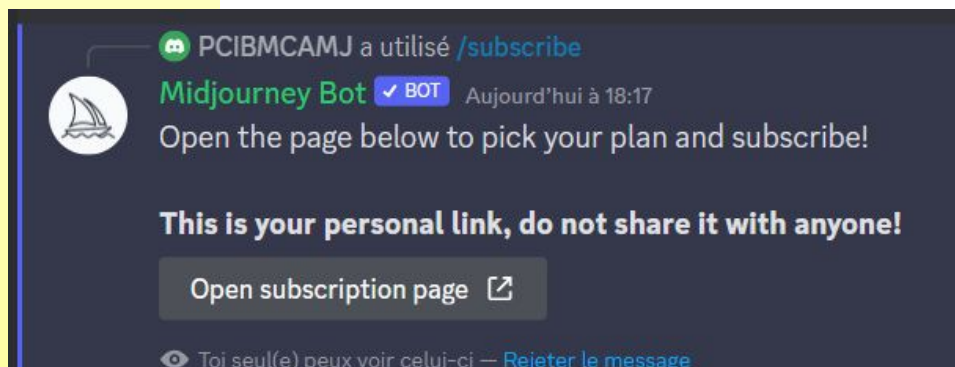 PCIBMCAMJ a utilisé /subscribe
Midjourney Bot ✓ BOT Aujourd'hui à 18:17
Open the page below to pick your plan and subscribe!
This is your personal link, do not share it with anyone!
Open subscription page
Toi seul(e) peux voir celui-ci — Rejeter le message